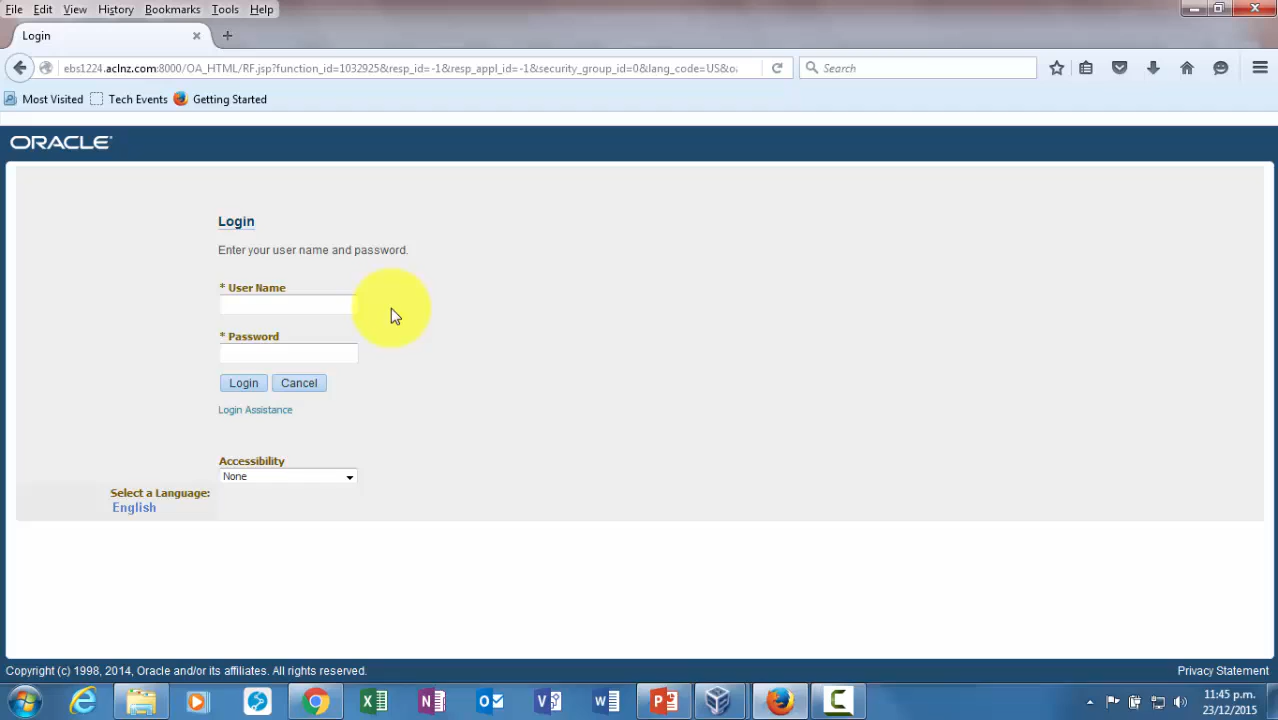 File Edit View History Bookmarks Tools Help
Login
ebs1224.aclnz.com:8000/OA_HTML/RF.jsp?function_id=1032925&resp_id=-1&resp_appl_id=-1&security_group_id=0&lang_code=US&o
Search
Most Visited Tech Events Getting Started
ORACLE
Login
Enter your user name and password.
* User Name
* Password
Login Cancel
Login Assistance
Accessibility
None
Select a Language:
English
Copyright (c) 1998, 2014, Oracle and/or its affiliates. All rights reserved.
Privacy Statement
11:45 p.m.
23/12/2015